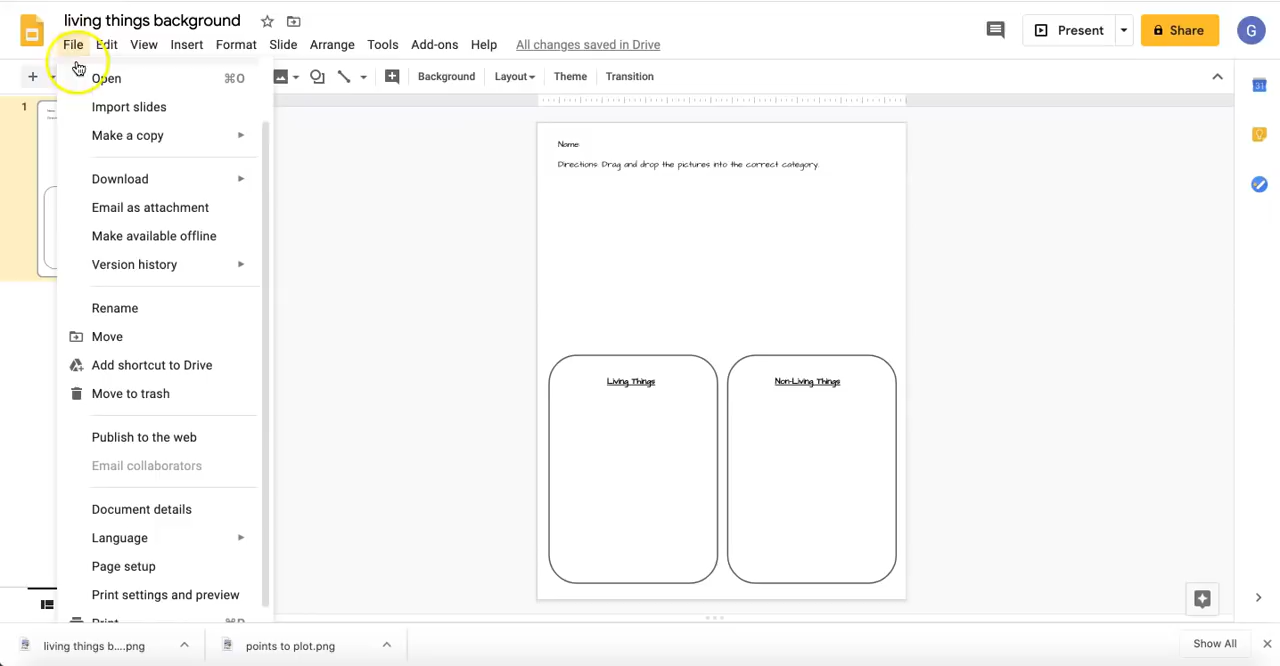 living things background
File Edit View Insert Format Slide Arrange Tools Add-ons Help All changes saved in Drive
Present
Share
G
Background Layout Theme Transition
31
1
Open ⌘O
Import slides
Make a copy
Download
Email as attachment
Make available offline
Version history
Rename
Move
Add shortcut to Drive
Move to trash
Publish to the web
Email collaborators
Document details
Language
Page setup
Print settings and preview
Print ⌘P
Name:
Directions: Drag and drop the pictures into the correct category.
Living Things
Non-Living Things
living things b....png
points to plot.png
Show All